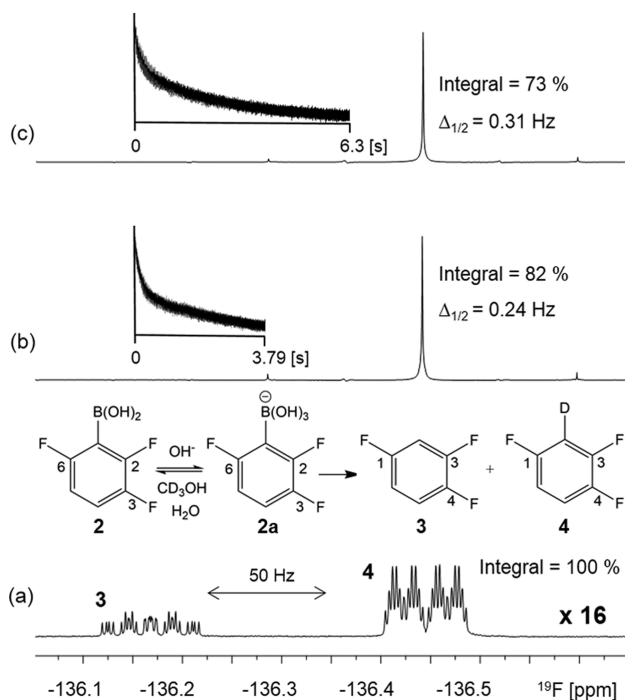 Integral = 73 %
Δ1/2 = 0.31 Hz
(c)
0
6.3 [s]
Integral = 82 %
Δ1/2 = 0.24 Hz
(b)
0
3.79 [s]
B(OH)2
F
F
6
2
3
F
2
OH-
CD3OH
H2O
⊖
B(OH)3
F
F
6
2
3
F
2a
F
F
1
3
4
F
3
+
D
F
F
1
3
4
F
4
(a)
3
50 Hz
4
Integral = 100 %
x 16
-136.1 -136.2 -136.3 -136.4 -136.5 19F [ppm]